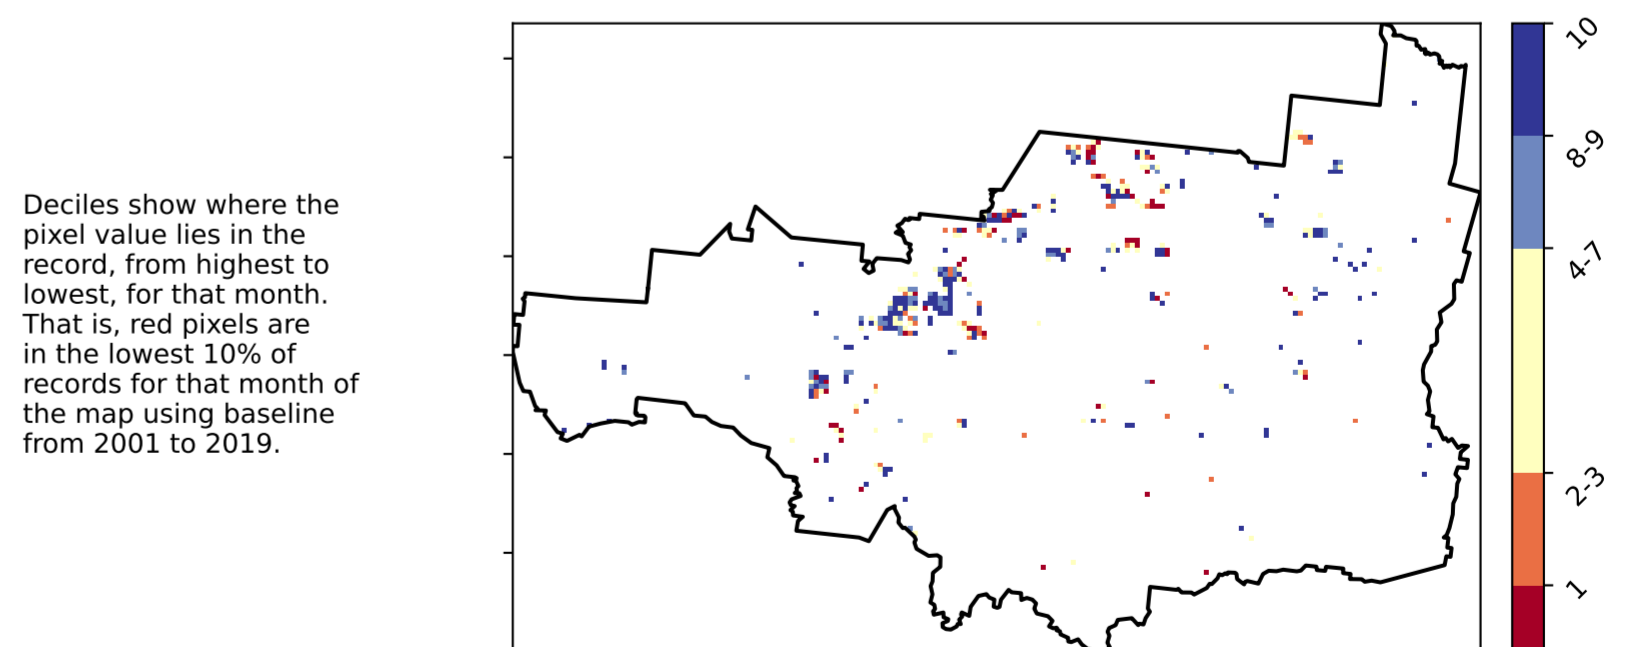 Deciles show where the
pixel value lies in the
record, from highest to
lowest, for that month.
That is, red pixels are
in the lowest 10% of
records for that month of
the map using baseline
from 2001 to 2019.
10
8-9
4-7
2-3
1